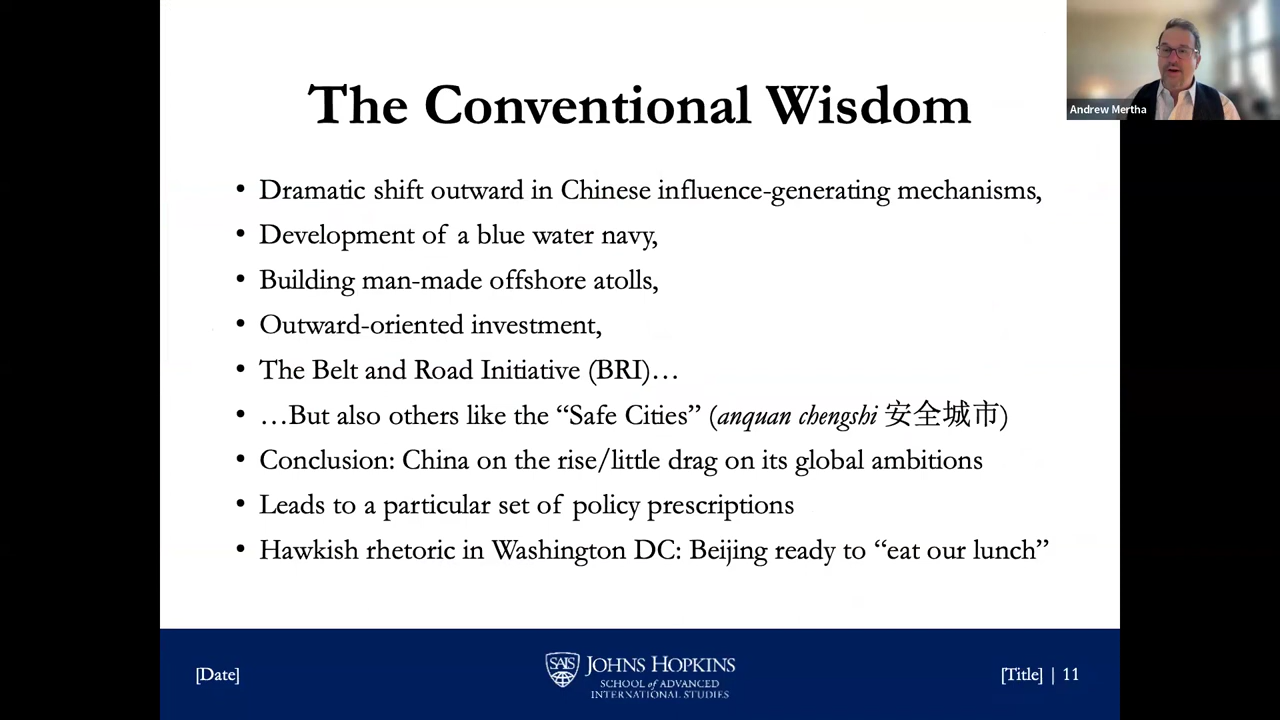 Andrew Mertha
The Conventional Wisdom
• Dramatic shift outward in Chinese influence-generating mechanisms,
• Development of a blue water navy,
• Building man-made offshore atolls,
• Outward-oriented investment,
• The Belt and Road Initiative (BRI)…
• …But also others like the “Safe Cities” (anquan chengshi 安全城市)
• Conclusion: China on the rise/little drag on its global ambitions
• Leads to a particular set of policy prescriptions
• Hawkish rhetoric in Washington DC: Beijing ready to “eat our lunch”
[Date]
SAIS
JOHNS HOPKINS
SCHOOL of ADVANCED
INTERNATIONAL STUDIES
[Title] | 11